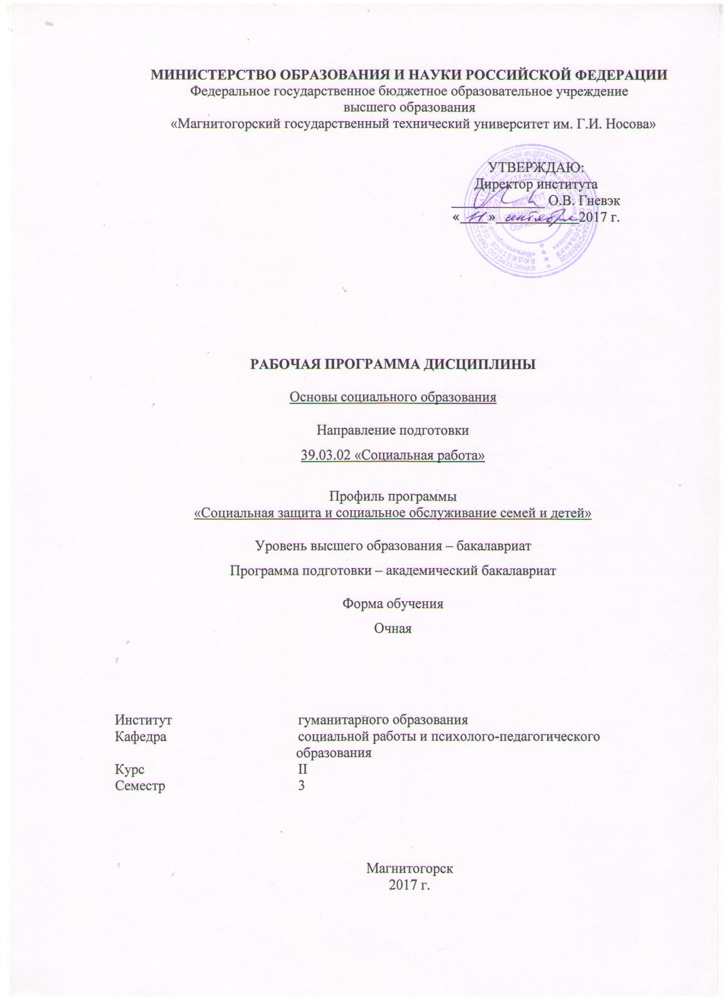 МИНИСТЕРСТВО ОБРАЗОВАНИЯ И НАУКИ РОССИЙСКОЙ ФЕДЕРАЦИИ
Федеральное государственное бюджетное образовательное учреждение
высшего образования
«Магнитогорский государственный технический университет им. Г.И. Носова»
УТВЕРЖДАЮ:
Директор института
О.В. Гневэк
« 11 » октября 2017 г.
ИНСТИТУТ
РАБОЧАЯ ПРОГРАММА ДИСЦИПЛИНЫ
Основы социального образования
Направление подготовки
39.03.02 «Социальная работа»
Профиль программы
«Социальная защита и социальное обслуживание семей и детей»
Уровень высшего образования – бакалавриат
Программа подготовки – академический бакалавриат
Форма обучения
Очная
Институт гуманитарного образования
Кафедра социальной работы и психолого-педагогического
образования
Курс II
Семестр 3
Магнитогорск
2017 г.